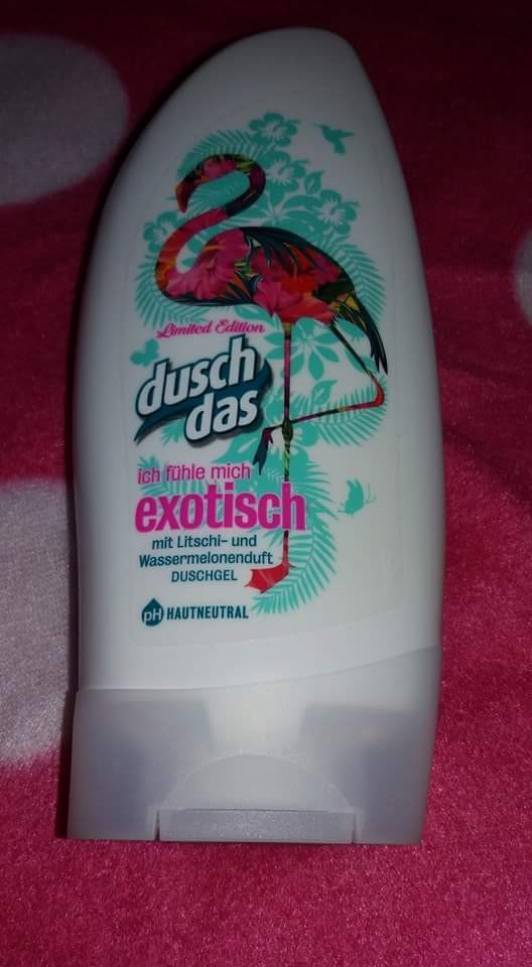 Limited Edition
dusch
das
ich fühle mich
exotisch
mit Litschi- und
Wassermelonenduft
DUSCHGEL
pH HAUTNEUTRAL